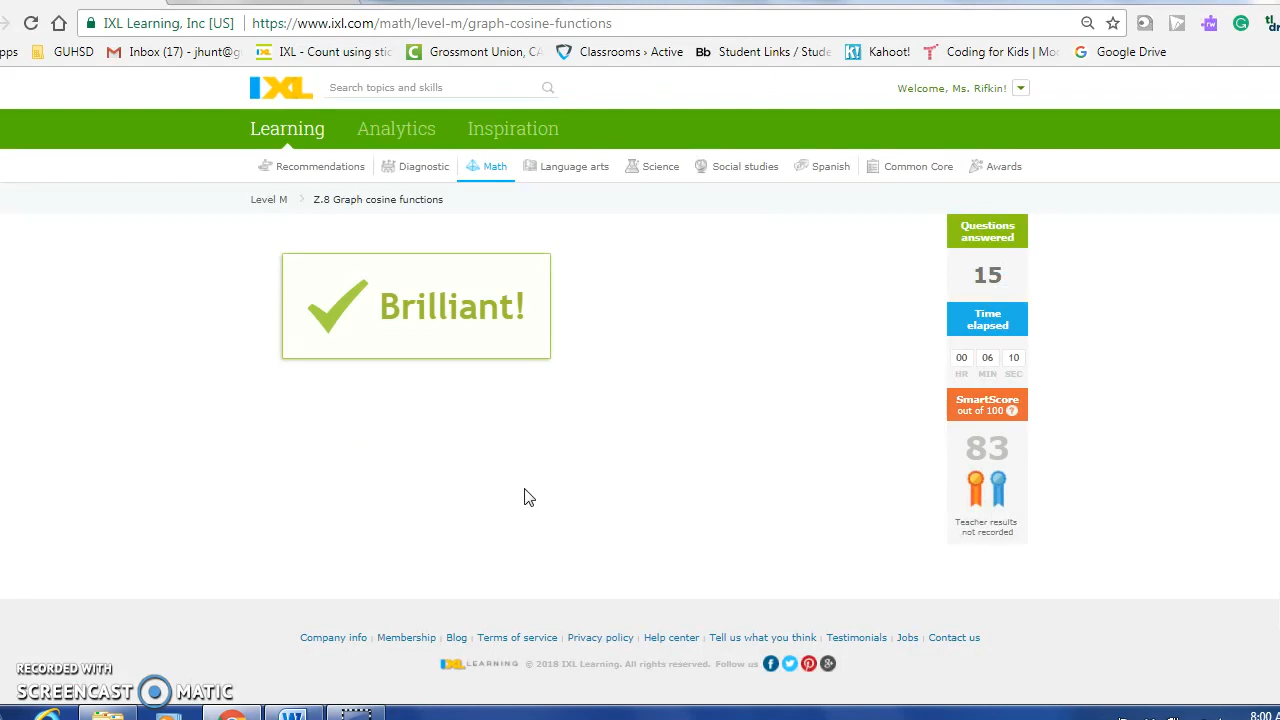 IXL Learning, Inc [US] | https://www.ixl.com/math/level-m/graph-cosine-functions
GUHSD Inbox (17) - jhunt@g IXL - Count using stic Grossmont Union, CA Classrooms › Active Bb Student Links / Stude K! Kahoot! Coding for Kids | Mo G Google Drive
IXL Search topics and skills Welcome, Ms. Rifkin!
Learning Analytics Inspiration
Recommendations Diagnostic Math Language arts Science Social studies Spanish Common Core Awards
Level M Z.8 Graph cosine functions
Questions
answered
Brilliant!
15
Time
elapsed
00 06 10
HR MIN SEC
SmartScore
out of 100 ?
83
Teacher results
not recorded
Company info | Membership | Blog | Terms of service | Privacy policy | Help center | Tell us what you think | Testimonials | Jobs | Contact us
IXL LEARNING © 2018 IXL Learning. All rights reserved. Follow us
RECORDED WITH
SCREENCAST MATIC
8:00